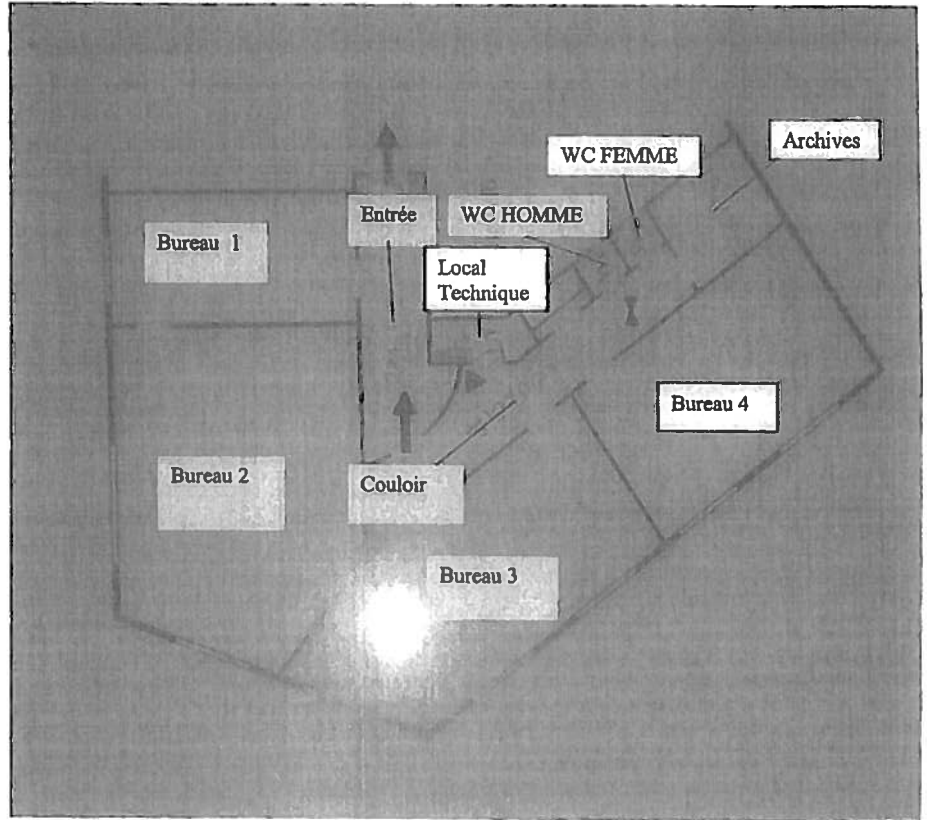 Archives
WC FEMME
Entrée
WC HOMME
Bureau 1
Local
Technique
Bureau 4
Bureau 2
Couloir
Bureau 3